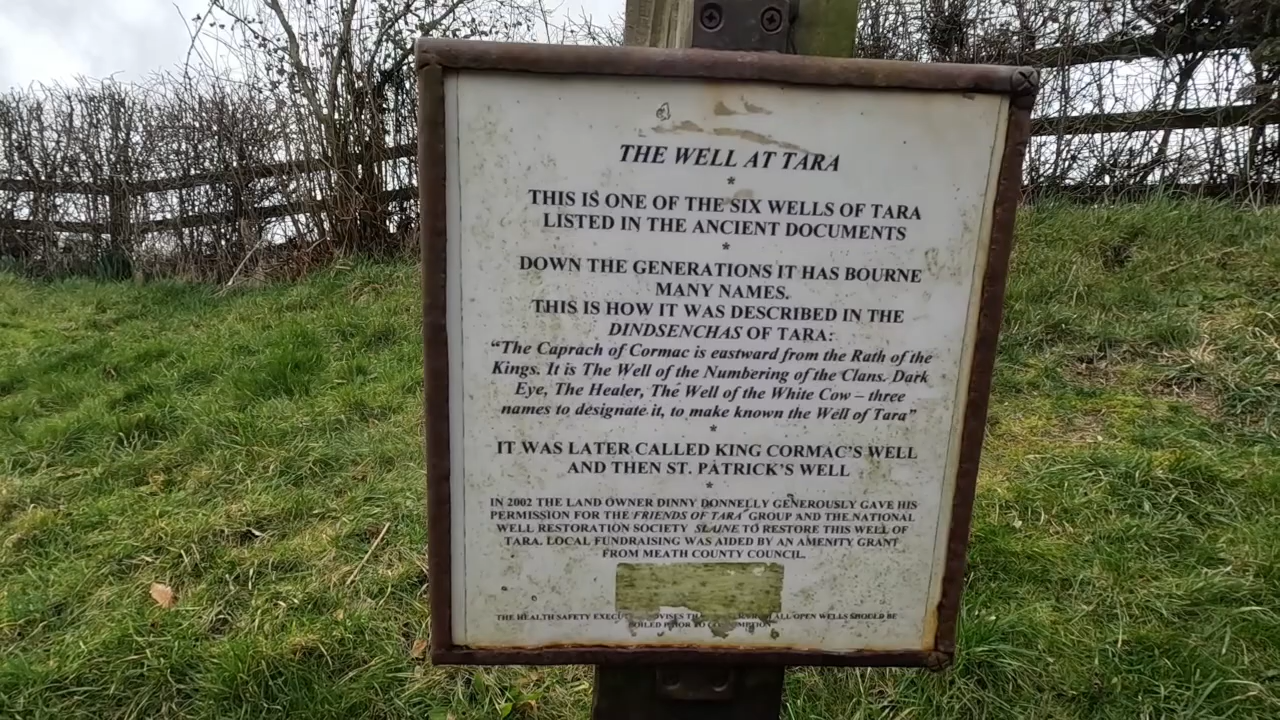 THE WELL AT TARA
*
THIS IS ONE OF THE SIX WELLS OF TARA
LISTED IN THE ANCIENT DOCUMENTS
*
DOWN THE GENERATIONS IT HAS BOURNE
MANY NAMES.
THIS IS HOW IT WAS DESCRIBED IN THE
DINDSENCHAS OF TARA:
“The Caprach of Cormac is eastward from the Rath of the
Kings. It is The Well of the Numbering of the Clans. Dark
Eye, The Healer, The Well of the White Cow – three
names to designate it, to make known the Well of Tara”
*
IT WAS LATER CALLED KING CORMAC’S WELL
AND THEN ST. PATRICK’S WELL
*
IN 2002 THE LAND OWNER DINNY DONNELLY GENEROUSLY GAVE HIS
PERMISSION FOR THE ‘FRIENDS OF TARA’ GROUP AND THE NATIONAL
WELL RESTORATION SOCIETY SLAINE TO RESTORE THIS WELL OF
TARA. LOCAL FUNDRAISING WAS AIDED BY AN AMENITY GRANT
FROM MEATH COUNTY COUNCIL.
THE HEALTH SAFETY ALL OPEN WELLS SHOULD BE
BOILED PRIOR TO